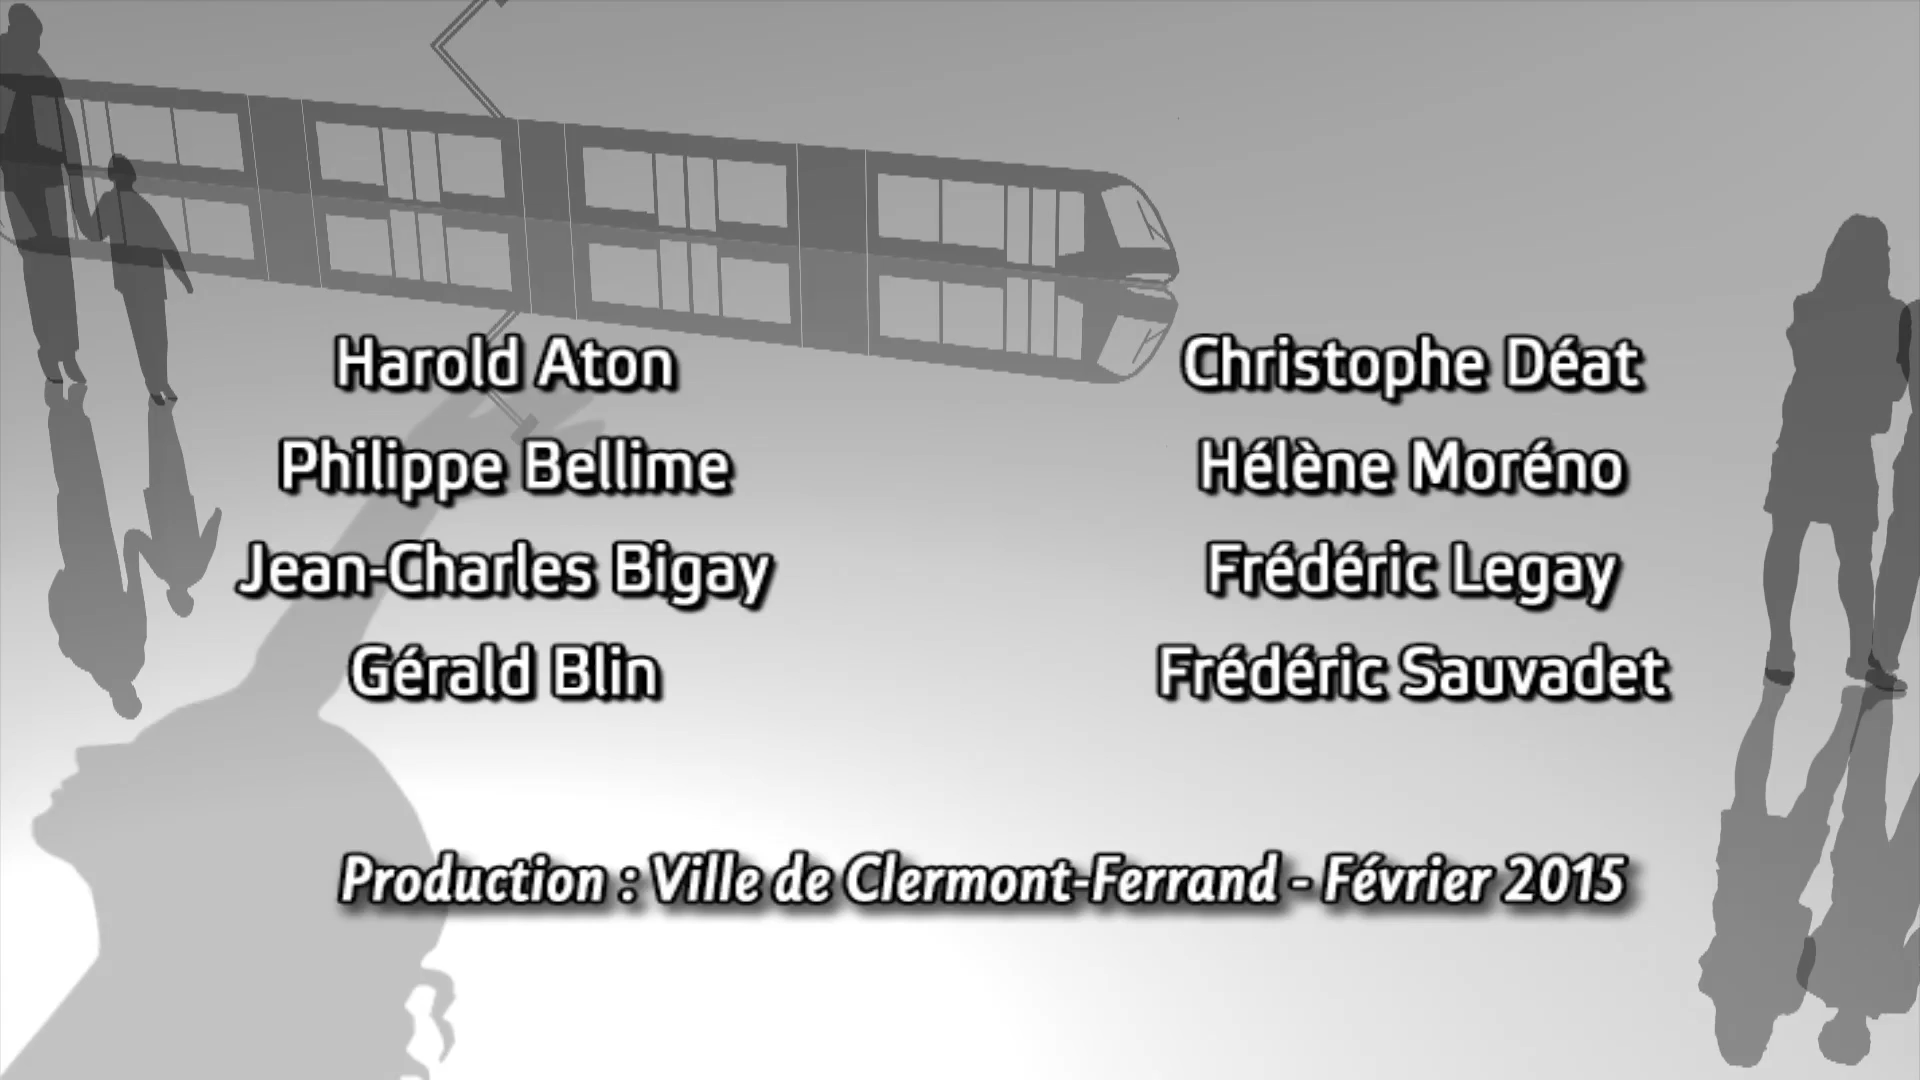 Harold Aton
Philippe Bellime
Jean-Charles Bigay
Gérald Blin
Christophe Déat
Hélène Moréno
Frédéric Legay
Frédéric Sauvadet
Production : Ville de Clermont-Ferrand - Février 2015